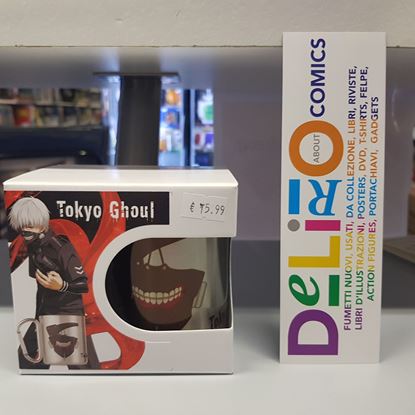 Tokyo Ghoul
€ 15.99
DeLiRiO
ABOUT
COMICS
FUMETTI NUOVI, USATI, DA COLLEZIONE, LIBRI, RIVISTE,
LIBRI D'ILLUSTRAZIONI, POSTERS, DVD, T-SHIRTS, FELPE,
ACTION FIGURES, PORTACHIAVI, GADGETS